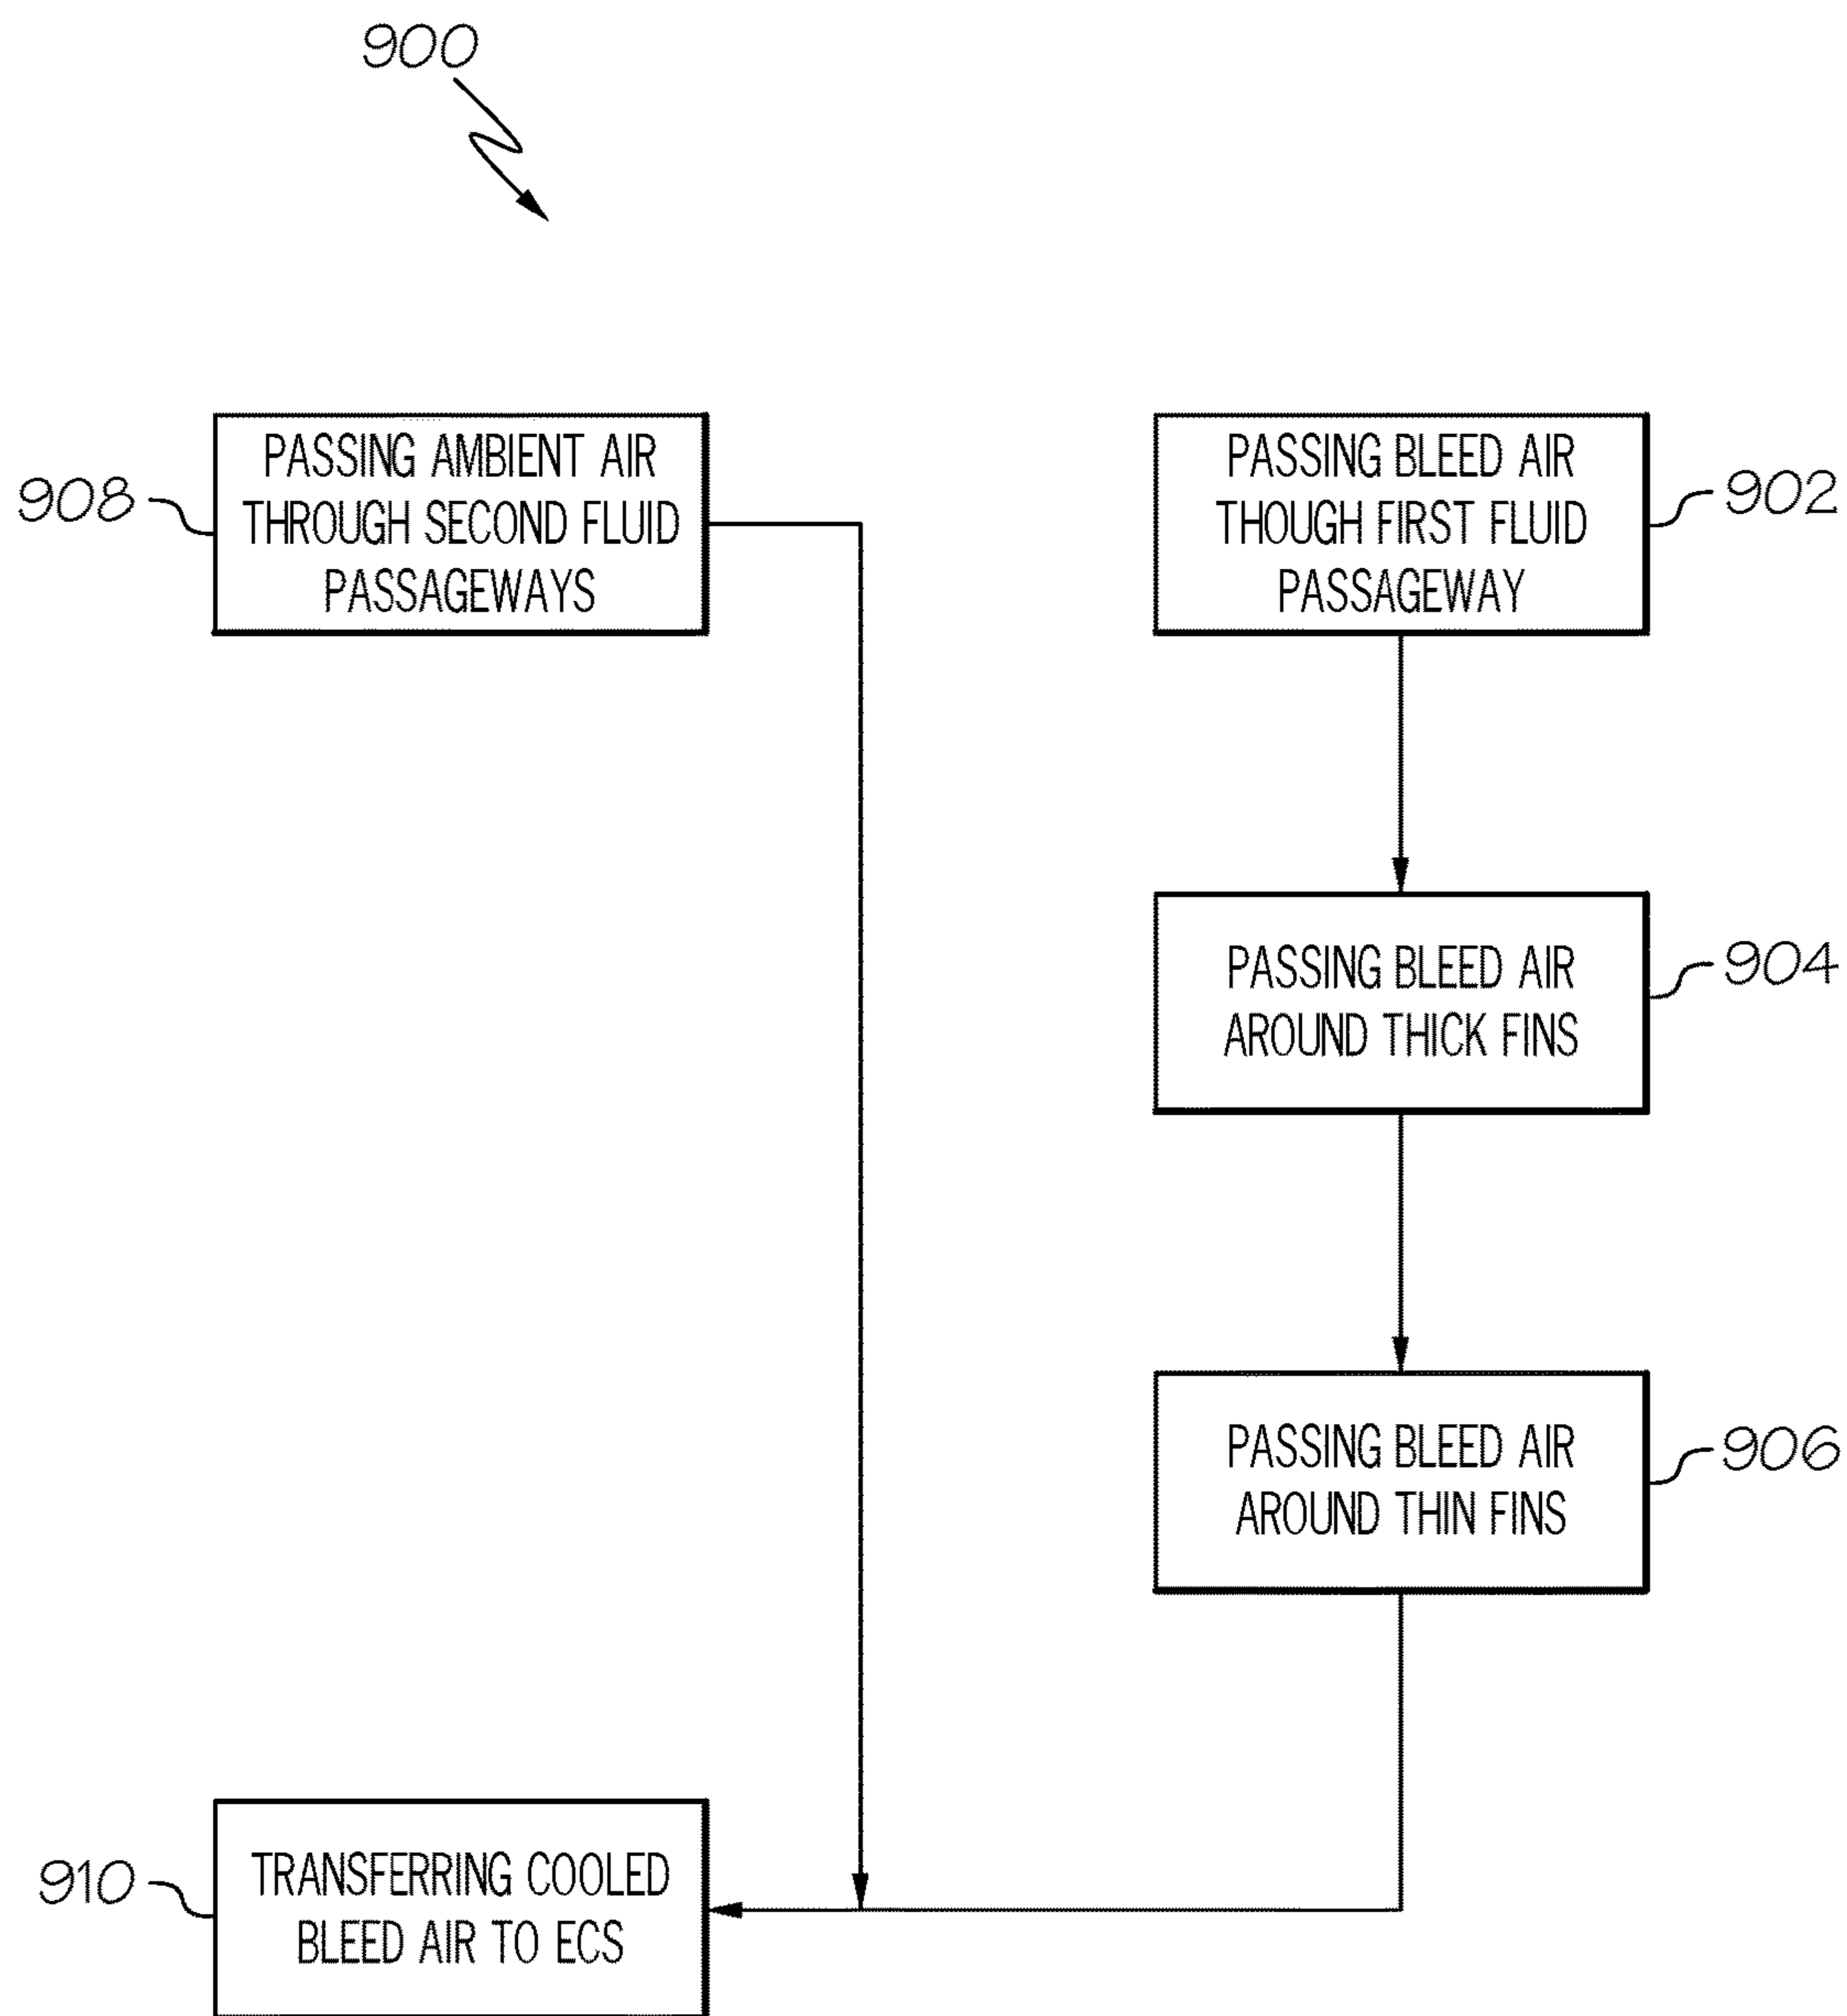 900
908
PASSING AMBIENT AIR
THROUGH SECOND FLUID
PASSAGEWAYS
PASSING BLEED AIR
THOUGH FIRST FLUID
PASSAGEWAY
902
PASSING BLEED AIR
AROUND THICK FINS
904
PASSING BLEED AIR
AROUND THIN FINS
906
910
TRANSFERRING COOLED
BLEED AIR TO ECS